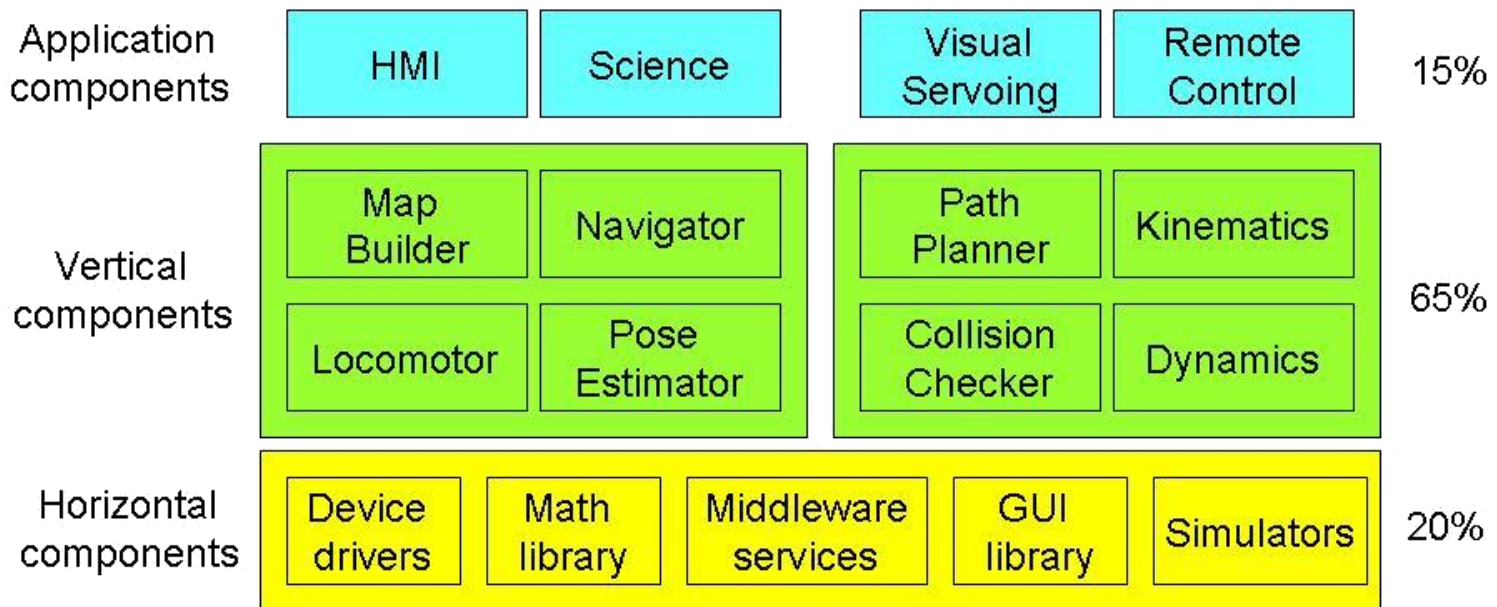 Application
components
HMI
Science
Visual
Servoing
Remote
Control
15%
Vertical
components
Map
Builder
Navigator
Path
Planner
Kinematics
Locomotor
Pose
Estimator
Collision
Checker
Dynamics
65%
Horizontal
components
Device
drivers
Math
library
Middleware
services
GUI
library
Simulators
20%